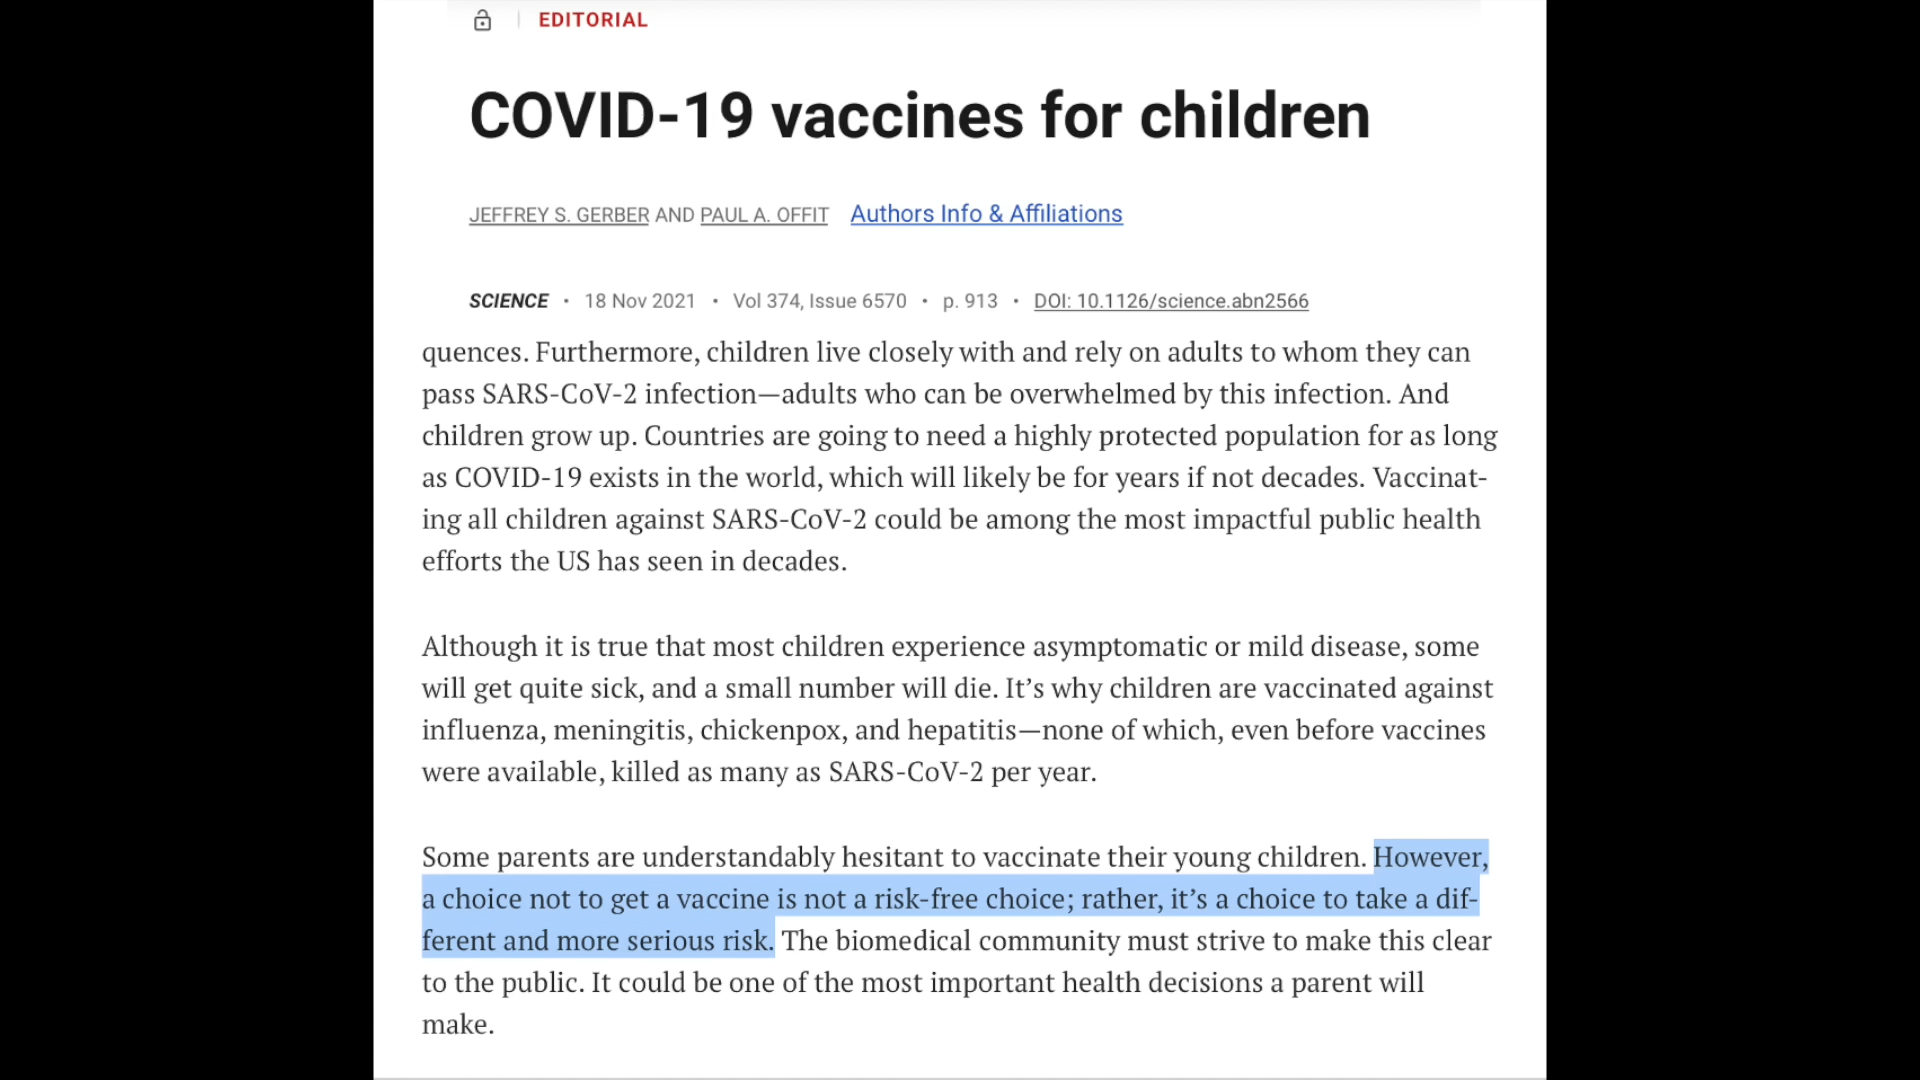 EDITORIAL
COVID-19 vaccines for children
JEFFREY S. GERBER AND PAUL A. OFFIT Authors Info & Affiliations
SCIENCE • 18 Nov 2021 • Vol 374, Issue 6570 • p. 913 • DOI: 10.1126/science.abn2566
quences. Furthermore, children live closely with and rely on adults to whom they can
pass SARS-CoV-2 infection—adults who can be overwhelmed by this infection. And
children grow up. Countries are going to need a highly protected population for as long
as COVID-19 exists in the world, which will likely be for years if not decades. Vaccinat-
ing all children against SARS-CoV-2 could be among the most impactful public health
efforts the US has seen in decades.
Although it is true that most children experience asymptomatic or mild disease, some
will get quite sick, and a small number will die. It’s why children are vaccinated against
influenza, meningitis, chickenpox, and hepatitis—none of which, even before vaccines
were available, killed as many as SARS-CoV-2 per year.
Some parents are understandably hesitant to vaccinate their young children. However,
a choice not to get a vaccine is not a risk-free choice; rather, it’s a choice to take a dif-
ferent and more serious risk. The biomedical community must strive to make this clear
to the public. It could be one of the most important health decisions a parent will
make.